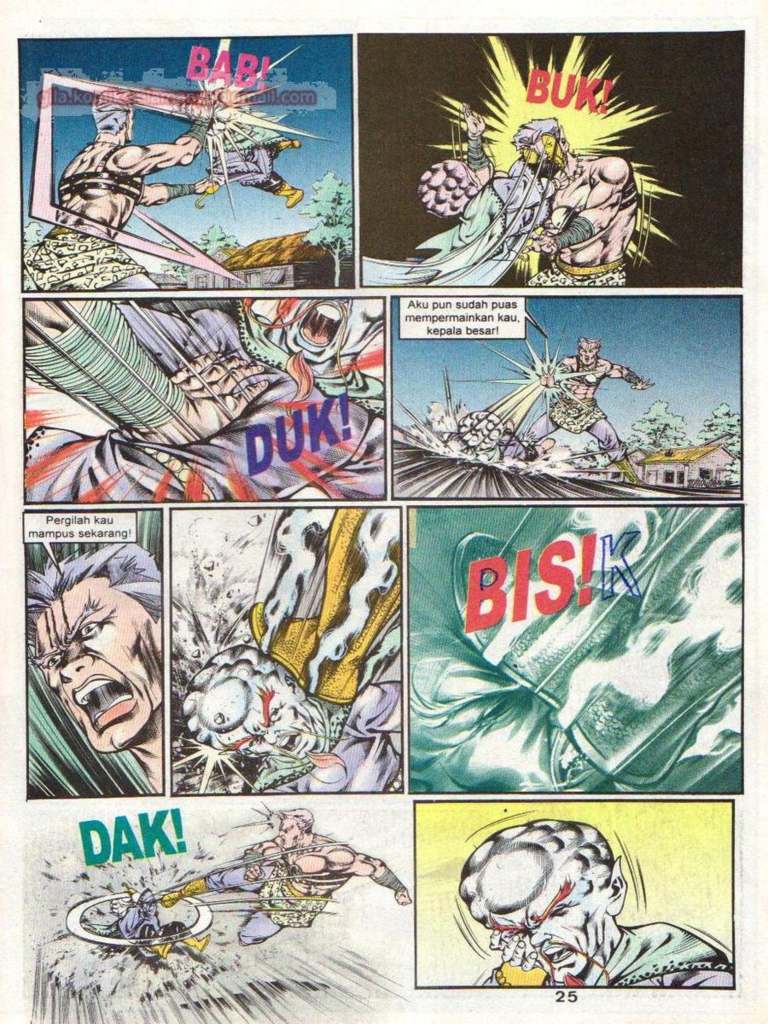 BAB!
BUK!
DUK!
Aku pun sudah puas
mempermainkan kau,
kepala besar!
Pergilah kau
mampus sekarang!
BIS!K
DAK!
25